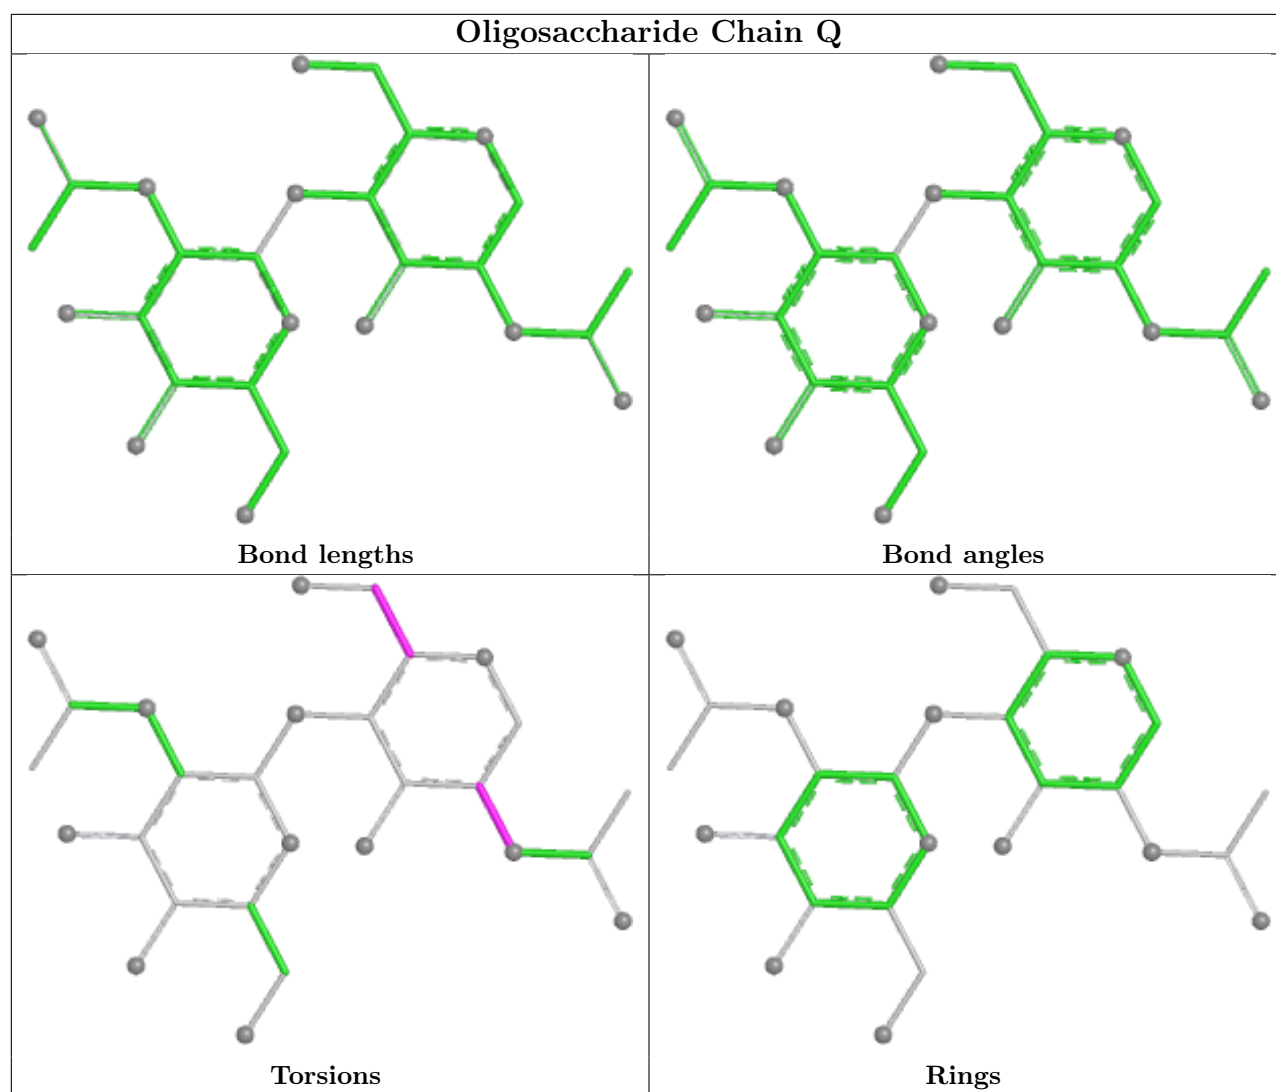 Oligosaccharide Chain Q
Bond lengths
Bond angles
Torsions
Rings